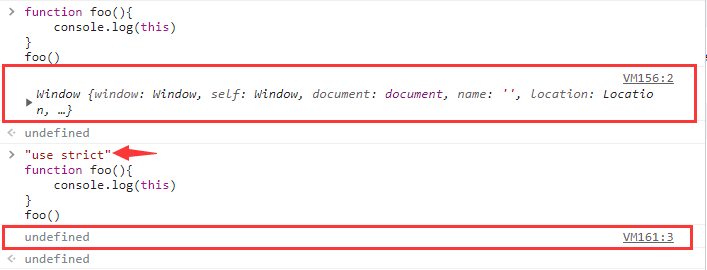 > function foo(){
console.log(this)
}
foo()
VM156:2
▶ Window {window: Window, self: Window, document: document, name: '', location: Locatio
n, …}
<· undefined
> "use strict"
function foo(){
console.log(this)
}
foo()
undefined VM161:3
<· undefined